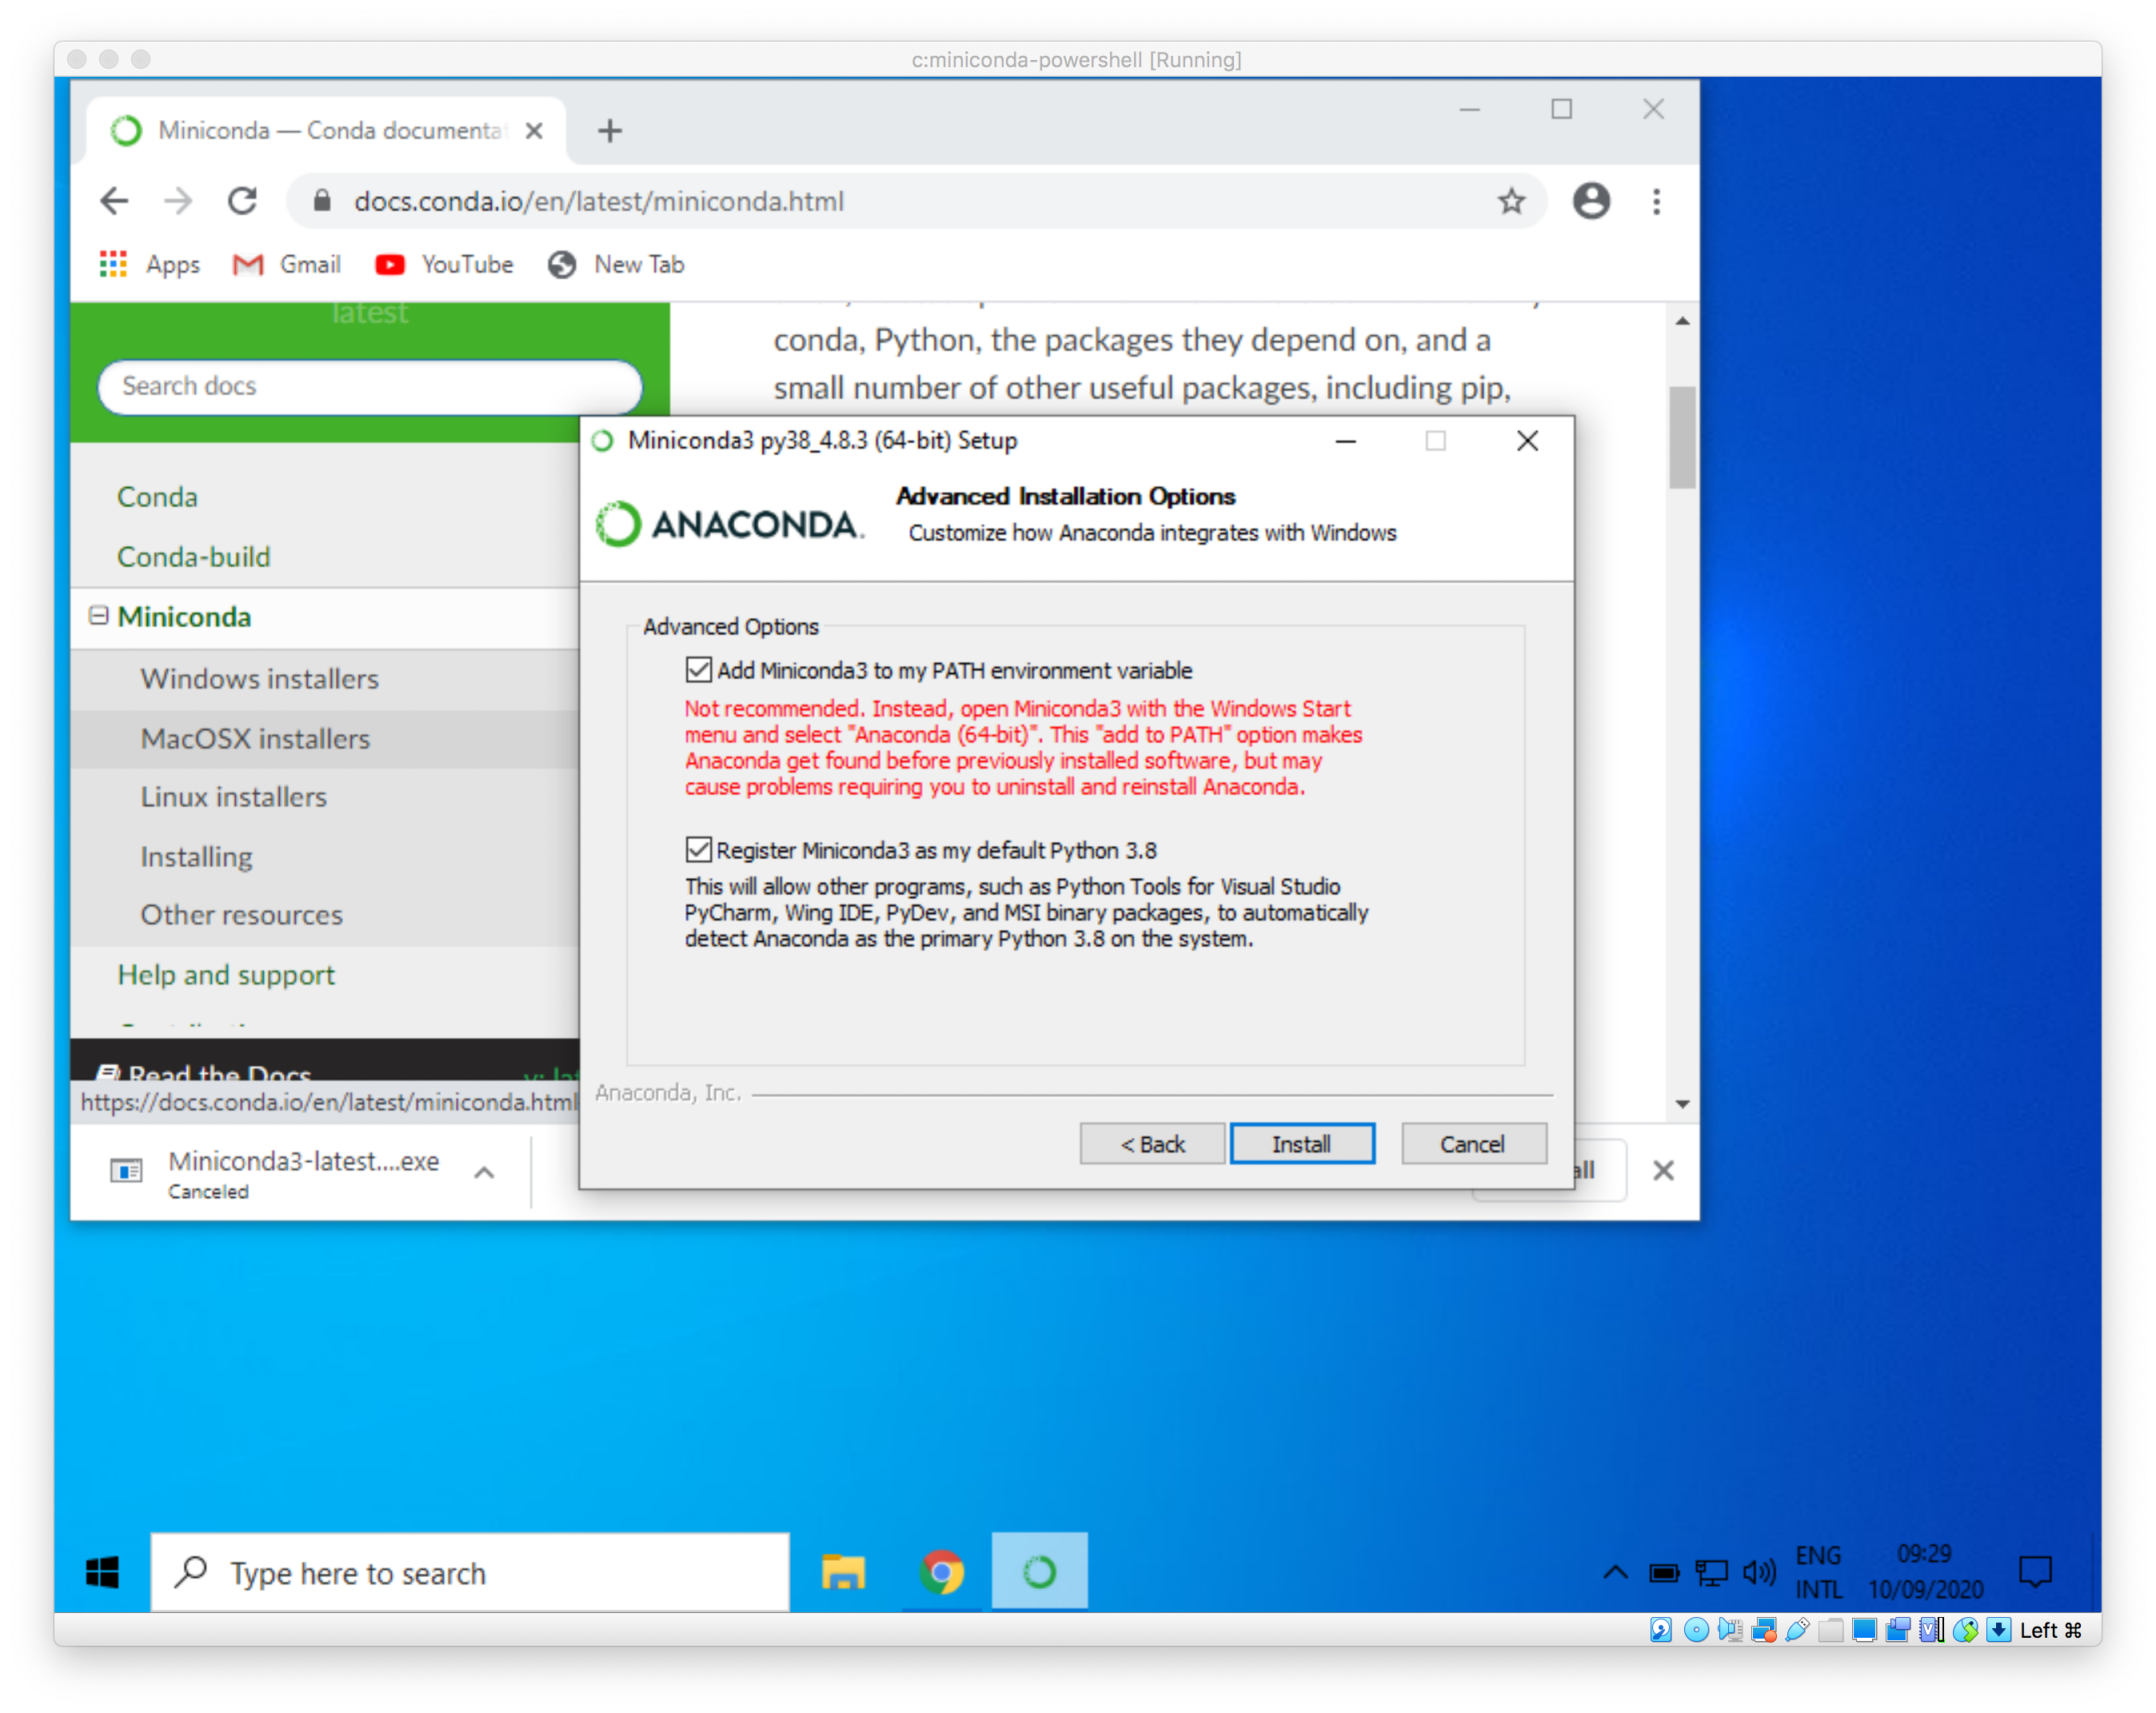 c:miniconda-powershell [Running]
Miniconda — Conda documenta
docs.conda.io/en/latest/miniconda.html
Apps Gmail YouTube New Tab
latest
Search docs
conda, Python, the packages they depend on, and a
small number of other useful packages, including pip,
Conda
Conda-build
Miniconda
Windows installers
MacOSX installers
Linux installers
Installing
Other resources
Help and support
Read the Docs
https://docs.conda.io/en/latest/miniconda.html
Miniconda3-latest....exe
Canceled
Miniconda3 py38_4.8.3 (64-bit) Setup
ANACONDA.
Advanced Installation Options
Customize how Anaconda integrates with Windows
Advanced Options
Add Miniconda3 to my PATH environment variable
Not recommended. Instead, open Miniconda3 with the Windows Start
menu and select "Anaconda (64-bit)". This "add to PATH" option makes
Anaconda get found before previously installed software, but may
cause problems requiring you to uninstall and reinstall Anaconda.
Register Miniconda3 as my default Python 3.8
This will allow other programs, such as Python Tools for Visual Studio
PyCharm, Wing IDE, PyDev, and MSI binary packages, to automatically
detect Anaconda as the primary Python 3.8 on the system.
Anaconda, Inc.
< Back Install Cancel
Type here to search
ENG
INTL
09:29
10/09/2020
Left ⌘